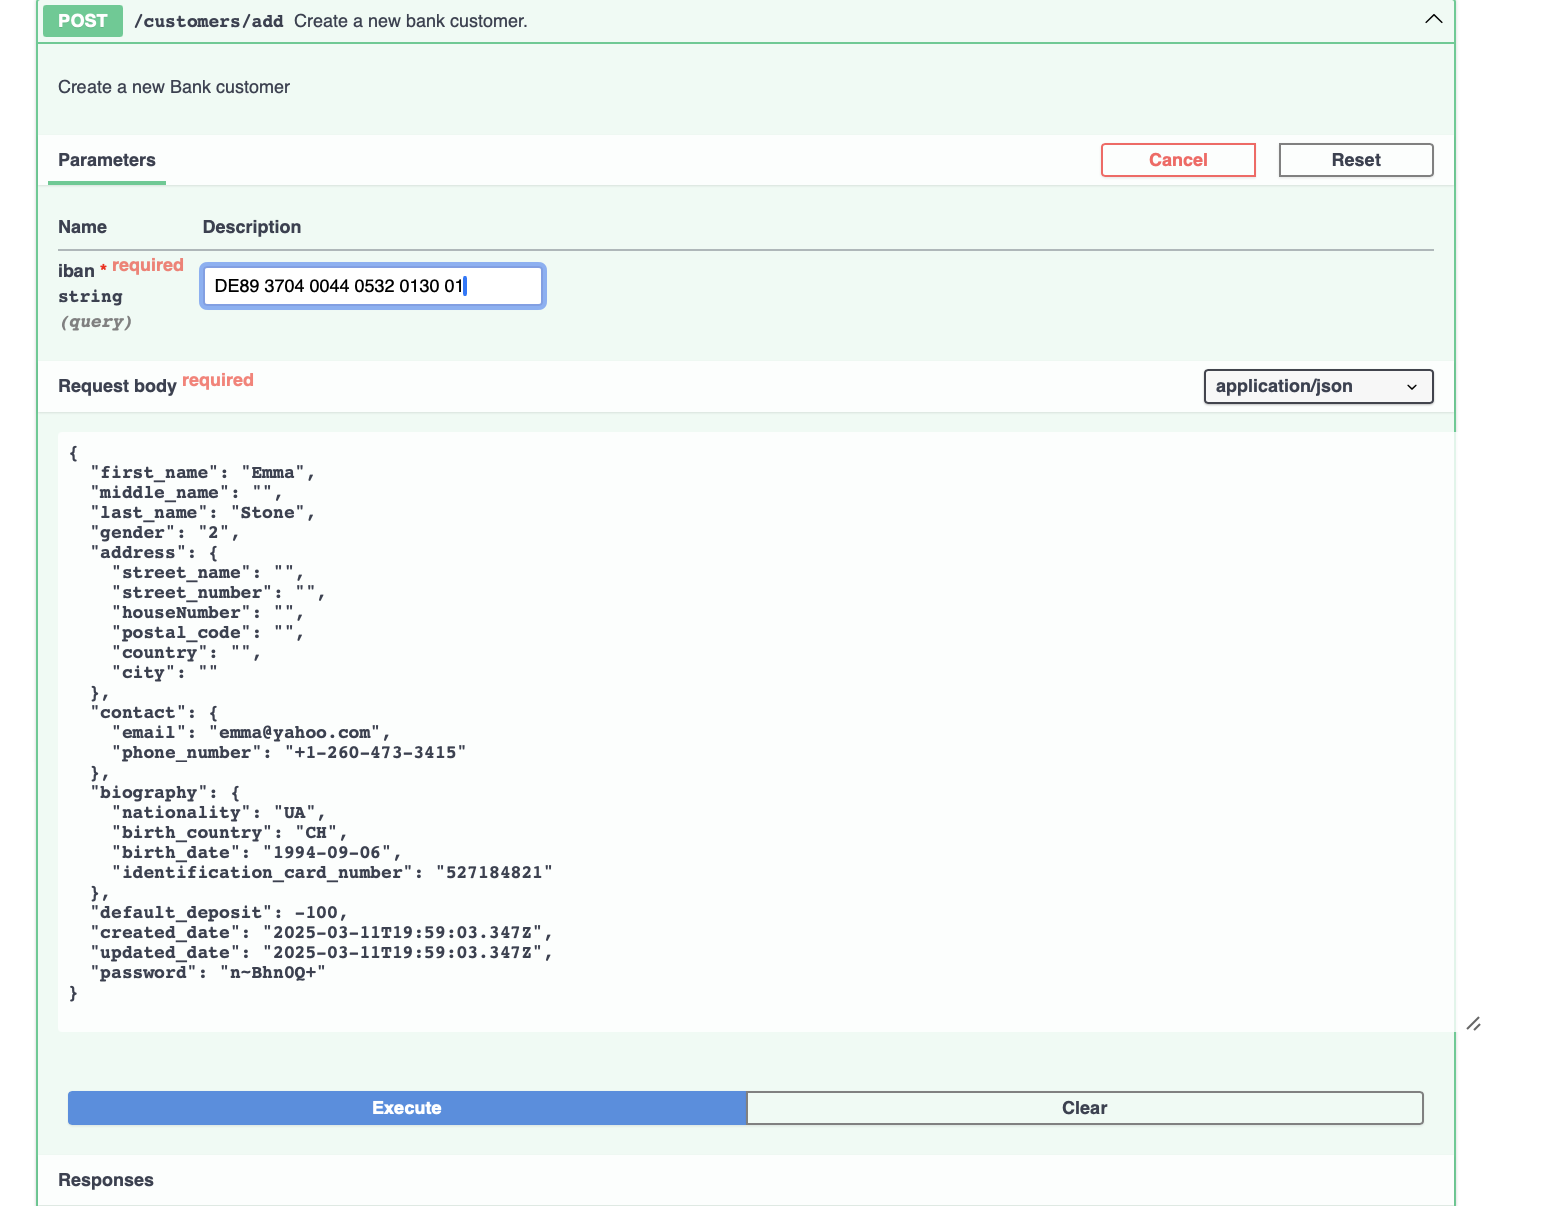 POST /customers/add Create a new bank customer.
Create a new Bank customer
Parameters
Cancel
Reset
Name Description
iban * required
string
(query)
DE89 3704 0044 0532 0130 01
Request body required
application/json
{
  "first_name": "Emma",
  "middle_name": "",
  "last_name": "Stone",
  "gender": "2",
  "address": {
    "street_name": "",
    "street_number": "",
    "houseNumber": "",
    "postal_code": "",
    "country": "",
    "city": ""
  },
  "contact": {
    "email": "emma@yahoo.com",
    "phone_number": "+1-260-473-3415"
  },
  "biography": {
    "nationality": "UA",
    "birth_country": "CH",
    "birth_date": "1994-09-06",
    "identification_card_number": "527184821"
  },
  "default_deposit": -100,
  "created_date": "2025-03-11T19:59:03.347Z",
  "updated_date": "2025-03-11T19:59:03.347Z",
  "password": "n~Bhn0Q+"
}
Execute
Clear
Responses